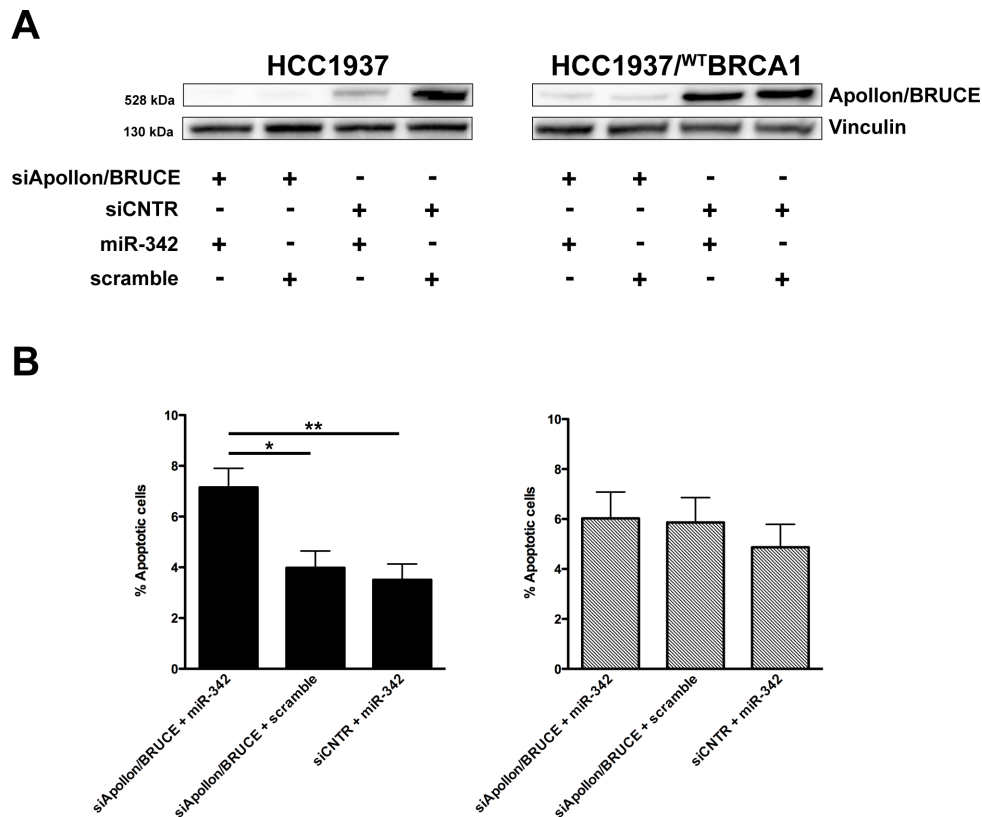 A
HCC1937
HCC1937/WTBRCA1
528 kDa
Apollon/BRUCE
130 kDa
Vinculin
siApollon/BRUCE + + - - + + - -
siCNTR - - + + - - + +
miR-342 + - + - + - + -
scramble - + - + - + - +
B
% Apoptotic cells
10
8
6
4
2
0
**
*
siApollon/BRUCE + miR-342
siApollon/BRUCE + scramble
siCNTR + miR-342
% Apoptotic cells
10
8
6
4
2
0
siApollon/BRUCE + miR-342
siApollon/BRUCE + scramble
siCNTR + miR-342